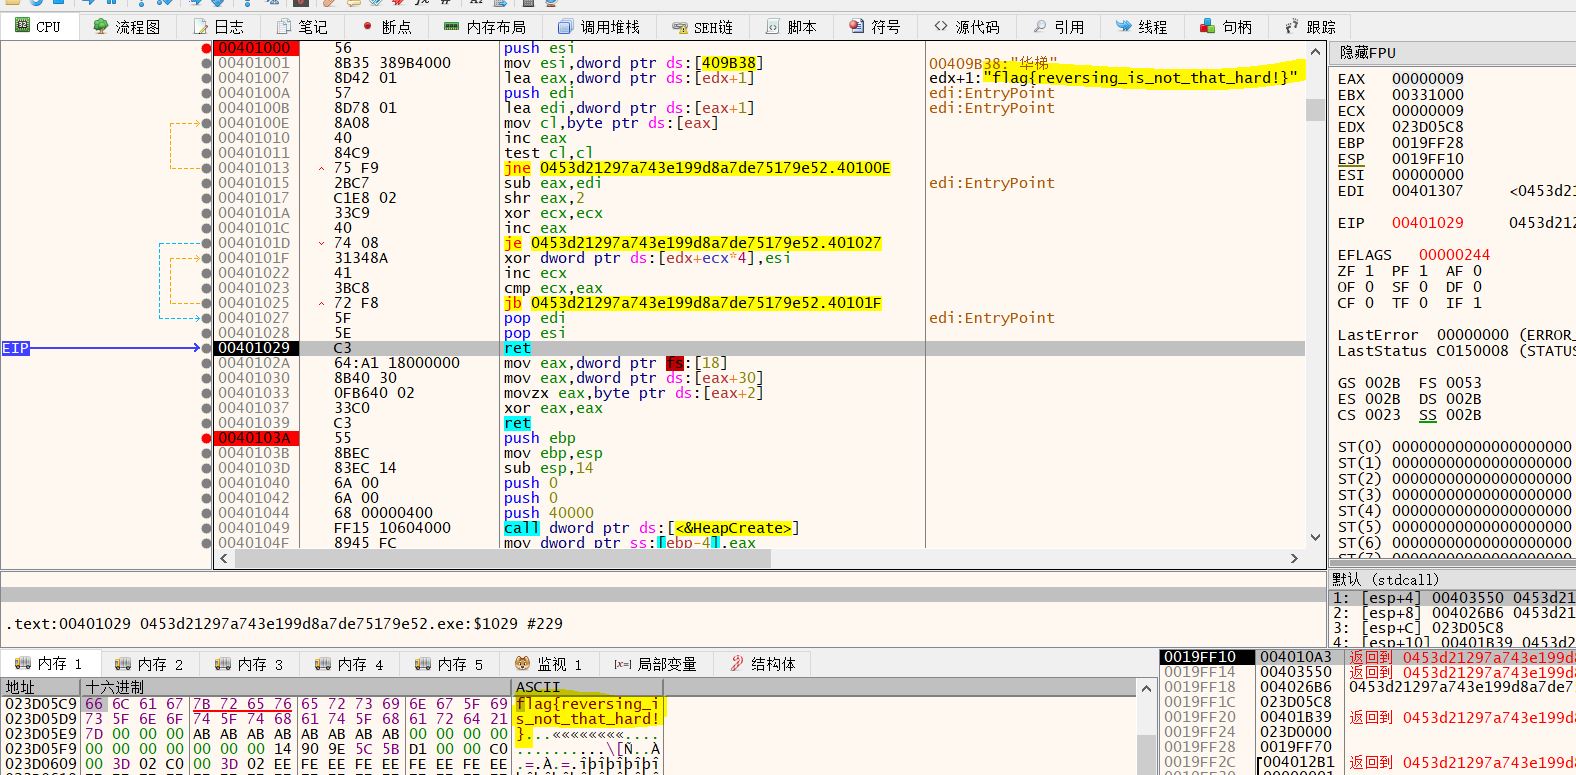 CPU 流程图 日志 笔记 断点 内存布局 调用堆栈 SEH链 脚本 符号 源代码 引用 线程 句柄 跟踪
00401000 56 push esi
00401001 8B35 389B4000 mov esi,dword ptr ds:[409B38] 00409B38:"华梯"
00401007 8D42 01 lea eax,dword ptr ds:[edx+1] edx+1:"flag{reversing_is_not_that_hard!}"
0040100A 57 push edi edi:EntryPoint
0040100B 8D78 01 lea edi,dword ptr ds:[eax+1] edi:EntryPoint
0040100E 8A08 mov cl,byte ptr ds:[eax]
00401010 40 inc eax
00401011 84C9 test cl,cl
00401013 75 F9 jne 0453d21297a743e199d8a7de75179e52.40100E
00401015 2BC7 sub eax,edi edi:EntryPoint
00401017 C1E8 02 shr eax,2
0040101A 33C9 xor ecx,ecx
0040101C 40 inc eax
0040101D 74 08 je 0453d21297a743e199d8a7de75179e52.401027
0040101F 31348A xor dword ptr ds:[edx+ecx*4],esi
00401022 41 inc ecx
00401023 3BC8 cmp ecx,eax
00401025 72 F8 jb 0453d21297a743e199d8a7de75179e52.40101F
00401027 5F pop edi edi:EntryPoint
00401028 5E pop esi
EIP 00401029 C3 ret
0040102A 64:A1 18000000 mov eax,dword ptr fs:[18]
00401030 8B40 30 mov eax,dword ptr ds:[eax+30]
00401033 0FB640 02 movzx eax,byte ptr ds:[eax+2]
00401037 33C0 xor eax,eax
00401039 C3 ret
0040103A 55 push ebp
0040103B 8BEC mov ebp,esp
0040103D 83EC 14 sub esp,14
00401040 6A 00 push 0
00401042 6A 00 push 0
00401044 68 00000400 push 40000
00401049 FF15 10604000 call dword ptr ds:[<&HeapCreate>]
0040104F 8945 FC mov dword ptr ss:[ebp-4],eax
隐藏FPU
EAX 00000009
EBX 00331000
ECX 00000009
EDX 023D05C8
EBP 0019FF28
ESP 0019FF10
ESI 00000000
EDI 00401307 <0453d21
EIP 00401029 0453d21
EFLAGS 00000244
ZF 1 PF 1 AF 0
OF 0 SF 0 DF 0
CF 0 TF 0 IF 1
LastError 00000000 (ERROR_
LastStatus C0150008 (STATUS
GS 002B FS 0053
ES 002B DS 002B
CS 0023 SS 002B
ST(0) 00000000000000000000
ST(1) 00000000000000000000
ST(2) 00000000000000000000
ST(3) 00000000000000000000
ST(4) 00000000000000000000
ST(5) 00000000000000000000
ST(6) 00000000000000000000
默认 (stdcall)
1: [esp+4] 00403550 0453d21
2: [esp+8] 004026B6 0453d21
3: [esp+C] 023D05C8
4: [esp+10] 00401B39 0453d2
.text:00401029 0453d21297a743e199d8a7de75179e52.exe:$1029 #229
内存 1 内存 2 内存 3 内存 4 内存 5 监视 1 [x=] 局部变量 结构体
地址 十六进制 ASCII
023D05C9 66 6C 61 67 7B 72 65 76 65 72 73 69 6E 67 5F 69 flag{reversing_i
023D05D9 73 5F 6E 6F 74 5F 74 68 61 74 5F 68 61 72 64 21 s_not_that_hard!
023D05E9 7D 00 00 00 AB AB AB AB AB AB AB AB 00 00 00 00 }...««««««««....
023D05F9 00 00 00 00 00 00 14 90 9E 5C 5B D1 00 00 C0
023D0609 00 3D 02 C0 00 3D 02 EE FE EE FE EE FE EE FE EE .=.À.=.îþîþîþîþî
0019FF10 004010A3 返回到 0453d21297a743e199d8
0019FF14 00403550 返回到 0453d21297a743e199d8
0019FF18 004026B6 0453d21297a743e199d8a7de7
0019FF1C 023D05C8
0019FF20 00401B39 返回到 0453d21297a743e199d8
0019FF24 023D0000
0019FF28 0019FF70
0019FF2C 004012B1 返回到 0453d21297a743e199d8